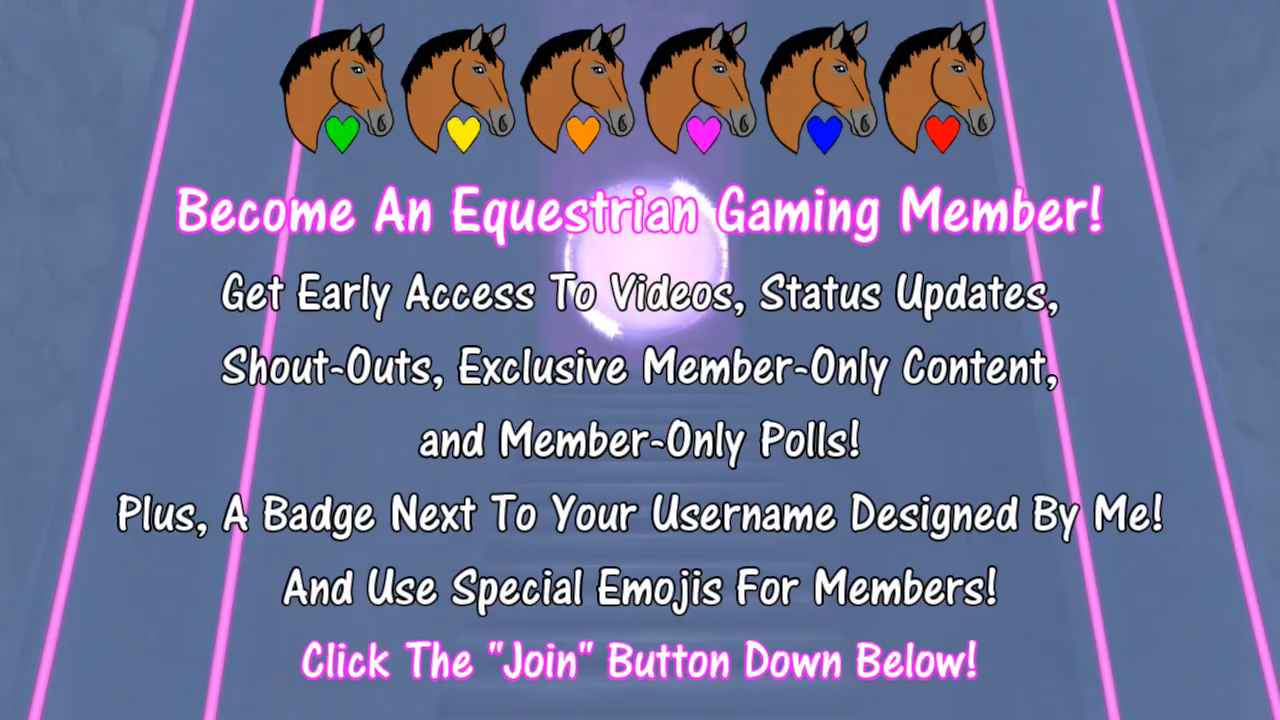 Become An Equestrian Gaming Member!
Get Early Access To Videos, Status Updates,
Shout-Outs, Exclusive Member-Only Content,
and Member-Only Polls!
Plus, A Badge Next To Your Username Designed By Me!
And Use Special Emojis For Members!
Click The "Join" Button Down Below!